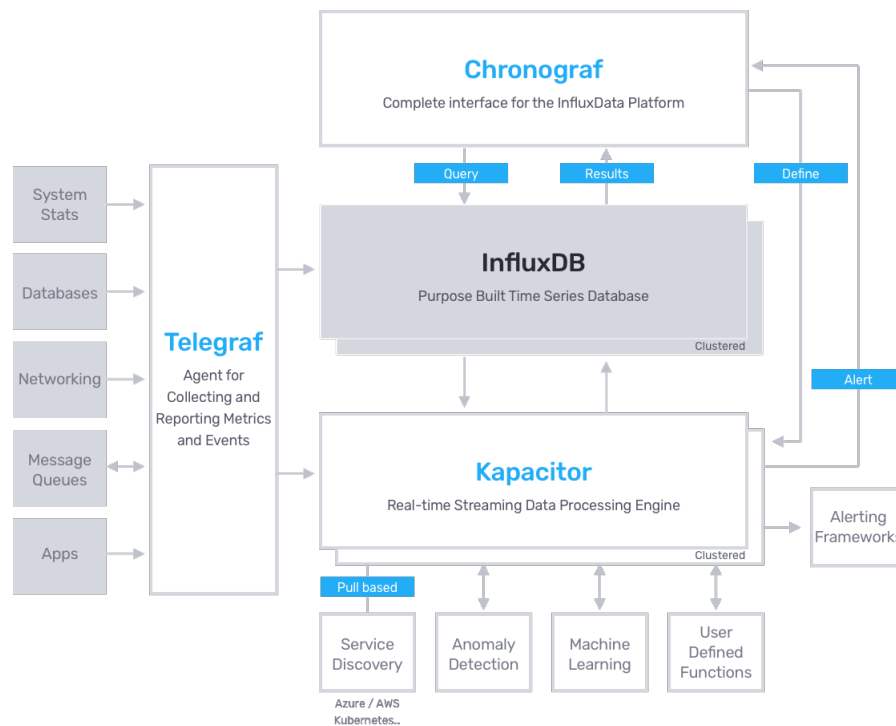 Chronograf
Complete interface for the InfluxData Platform
Query
Results
Define
System
Stats
Databases
Networking
Message
Queues
Apps
Telegraf
Agent for
Collecting and
Reporting Metrics
and Events
InfluxDB
Purpose Built Time Series Database
Clustered
Alert
Kapacitor
Real-time Streaming Data Processing Engine
Clustered
Alerting
Frameworks
Pull based
Service
Discovery
Anomaly
Detection
Machine
Learning
User
Defined
Functions
Azure / AWS
Kubernetes...